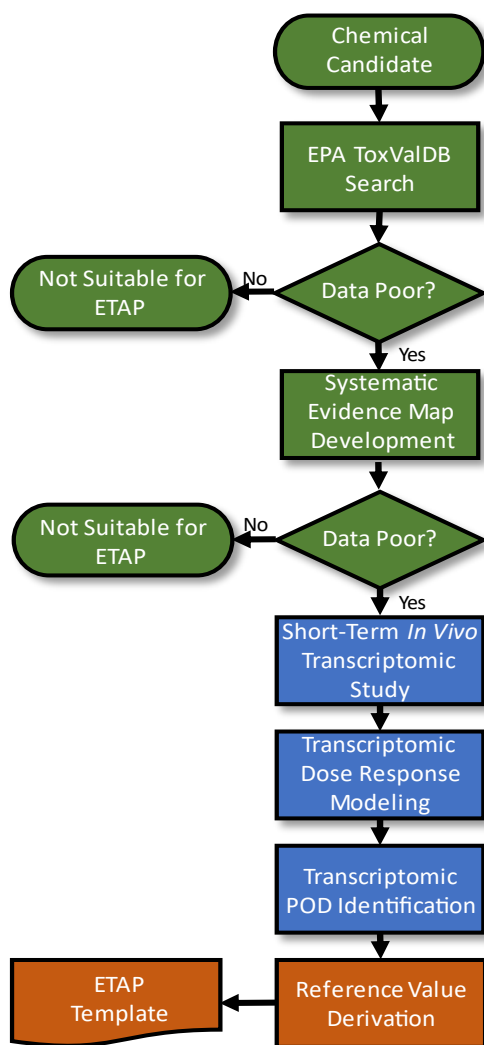 Chemical
Candidate
EPA ToxValDB
Search
Not Suitable for
ETAP
No
Data Poor?
Yes
Systematic
Evidence Map
Development
Not Suitable for
ETAP
No
Data Poor?
Yes
Short-Term In Vivo
Transcriptomic
Study
Transcriptomic
Dose Response
Modeling
Transcriptomic
POD Identification
ETAP
Template
Reference Value
Derivation